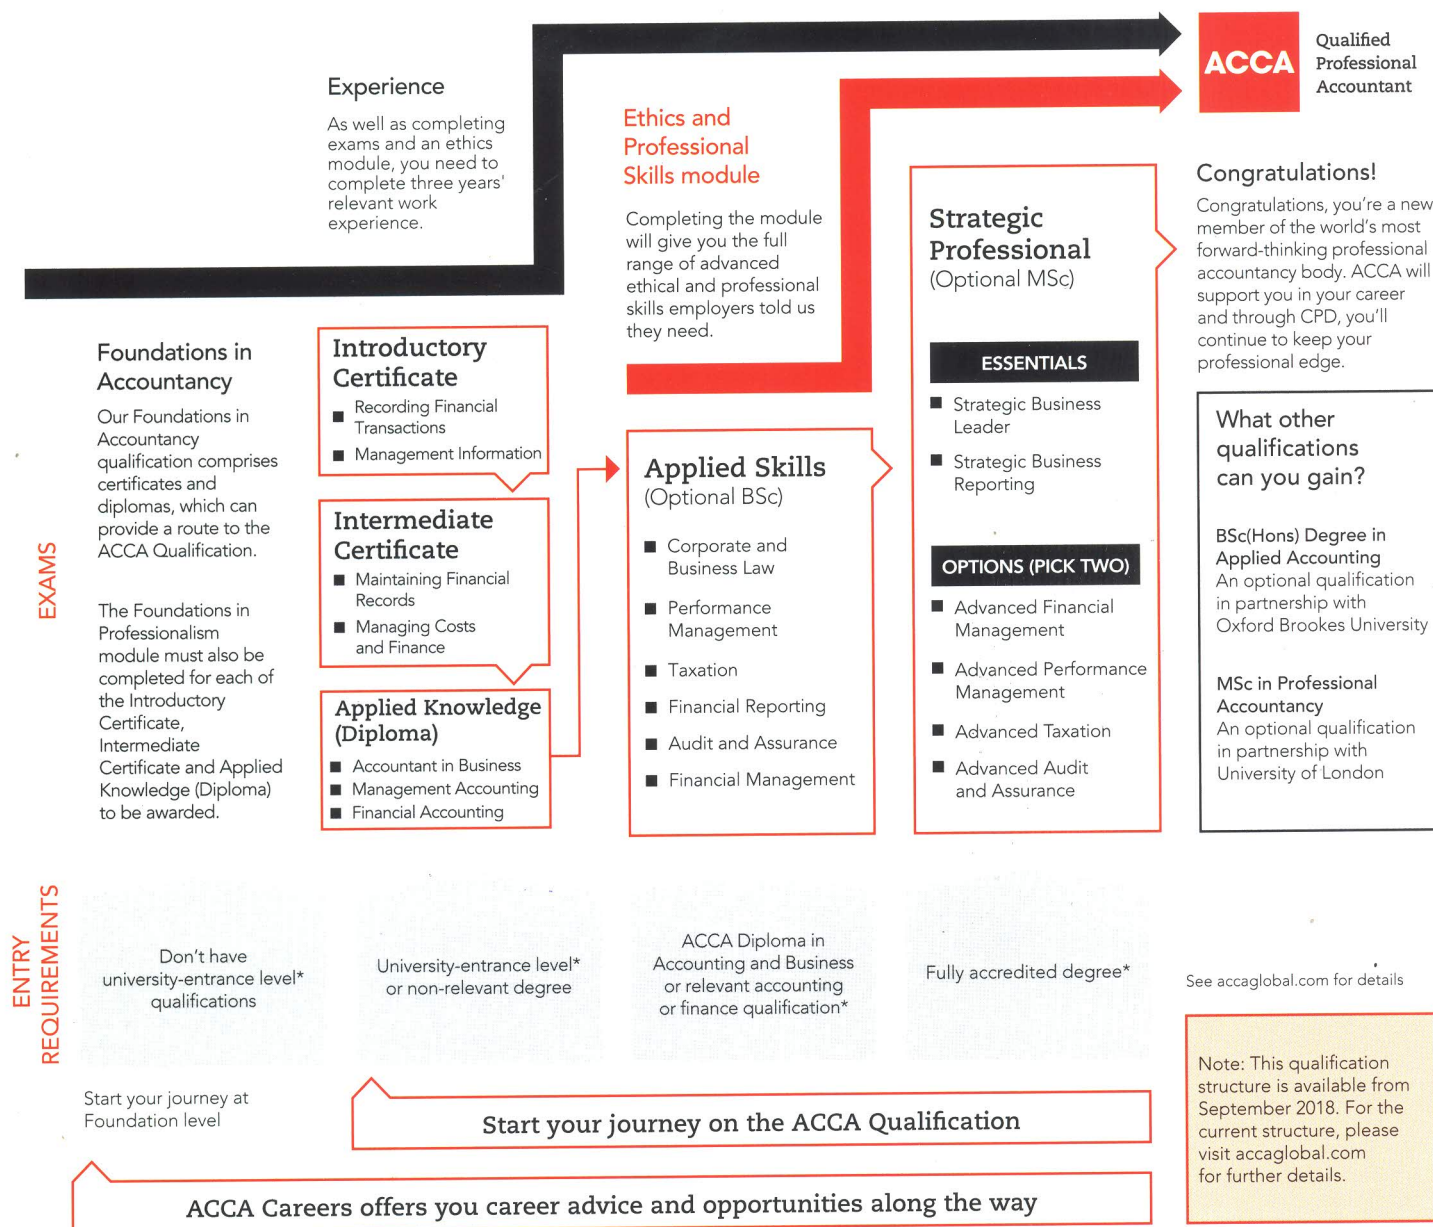 ACCA
Qualified
Professional
Accountant
Experience
As well as completing
exams and an ethics
module, you need to
complete three years'
relevant work
experience.
Ethics and
Professional
Skills module
Completing the module
will give you the full
range of advanced
ethical and professional
skills employers told us
they need.
EXAMS
Foundations in
Accountancy
Our Foundations in
Accountancy
qualification comprises
certificates and
diplomas, which can
provide a route to the
ACCA Qualification.
The Foundations in
Professionalism
module must also be
completed for each of
the Introductory
Certificate,
Intermediate
Certificate and Applied
Knowledge (Diploma)
to be awarded.
Introductory
Certificate
■ Recording Financial
Transactions
■ Management Information
Intermediate
Certificate
■ Maintaining Financial
Records
■ Managing Costs
and Finance
Applied Knowledge
(Diploma)
■ Accountant in Business
■ Management Accounting
■ Financial Accounting
Applied Skills
(Optional BSc)
■ Corporate and
Business Law
■ Performance
Management
■ Taxation
■ Financial Reporting
■ Audit and Assurance
■ Financial Management
Strategic
Professional
(Optional MSc)
ESSENTIALS
■ Strategic Business
Leader
■ Strategic Business
Reporting
OPTIONS (PICK TWO)
■ Advanced Financial
Management
■ Advanced Performance
Management
■ Advanced Taxation
■ Advanced Audit
and Assurance
Congratulations!
Congratulations, you're a new
member of the world's most
forward-thinking professional
accountancy body. ACCA will
support you in your career
and through CPD, you'll
continue to keep your
professional edge.
What other
qualifications
can you gain?
BSc(Hons) Degree in
Applied Accounting
An optional qualification
in partnership with
Oxford Brookes University
MSc in Professional
Accountancy
An optional qualification
in partnership with
University of London
ENTRY
REQUIREMENTS
Don't have
university-entrance level*
qualifications
University-entrance level*
or non-relevant degree
ACCA Diploma in
Accounting and Business
or relevant accounting
or finance qualification*
Fully accredited degree*
See accaglobal.com for details
Start your journey at
Foundation level
Start your journey on the ACCA Qualification
ACCA Careers offers you career advice and opportunities along the way
Note: This qualification
structure is available from
September 2018. For the
current structure, please
visit accaglobal.com
for further details.